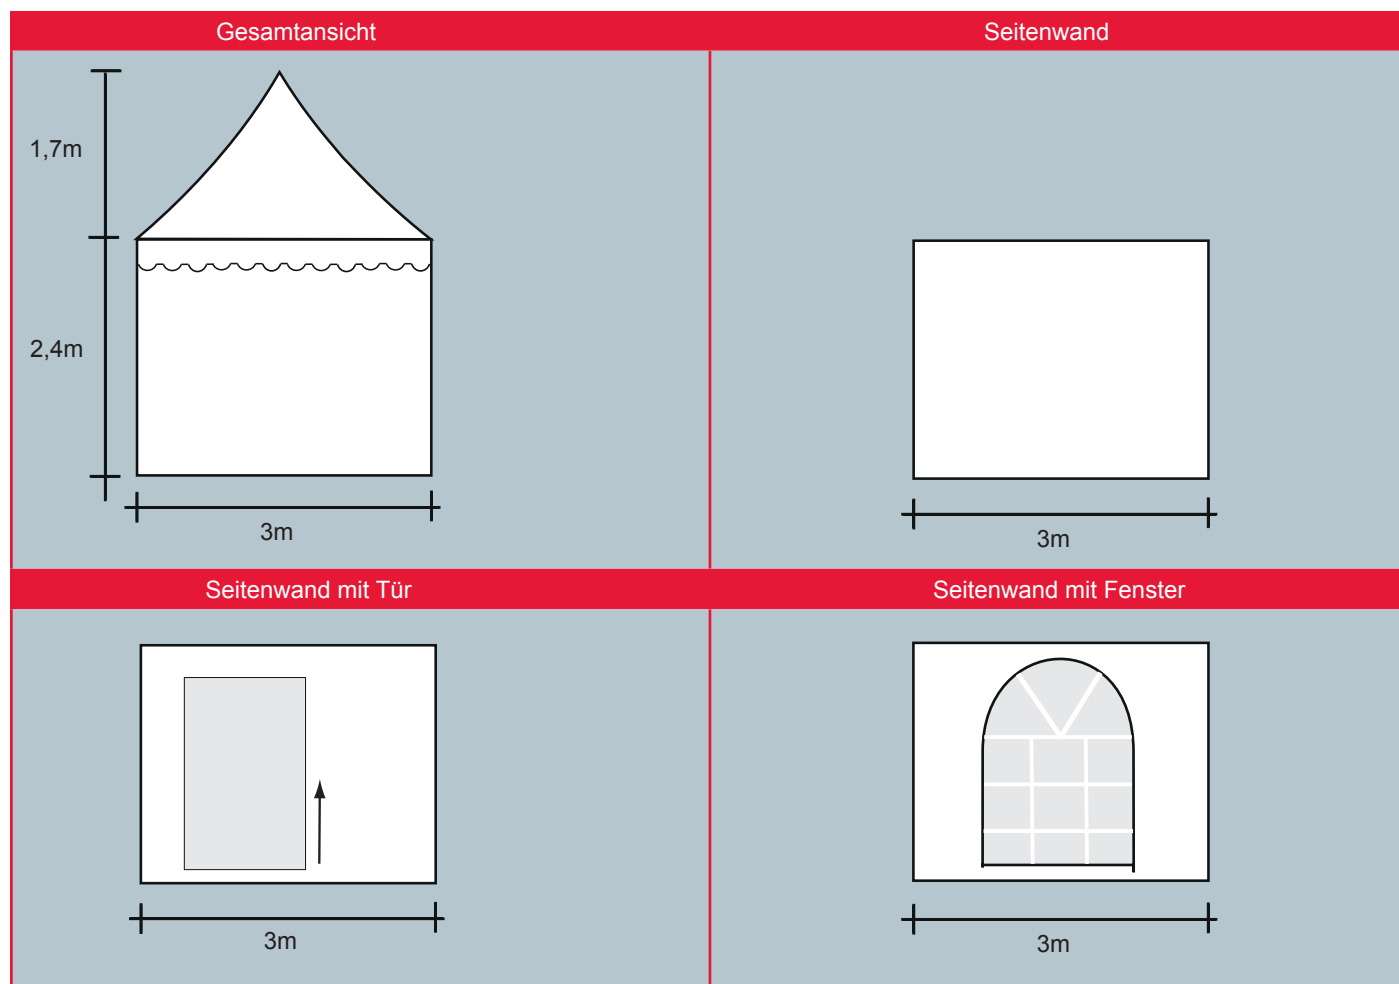 Gesamtansicht
Seitenwand
1,7m
2,4m
3m
3m
Seitenwand mit Tür
Seitenwand mit Fenster
3m
3m